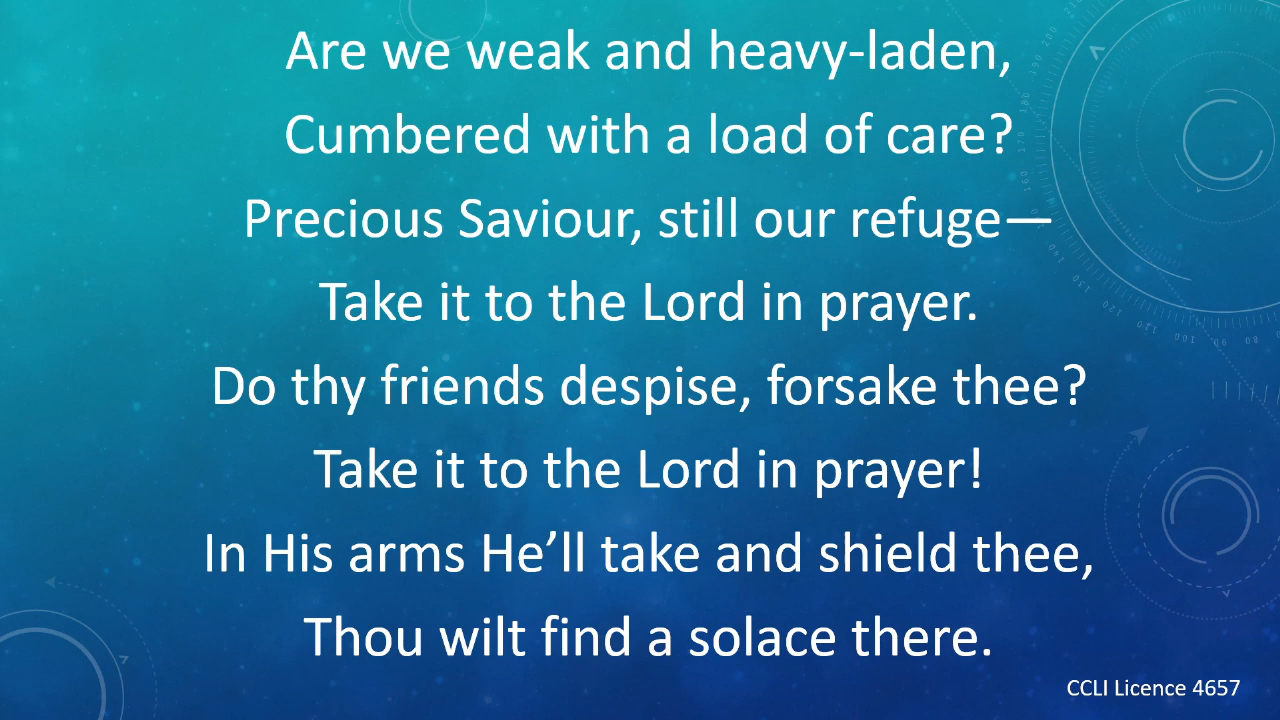 Are we weak and heavy-laden,
Cumbered with a load of care?
Precious Saviour, still our refuge—
Take it to the Lord in prayer.
Do thy friends despise, forsake thee?
Take it to the Lord in prayer!
In His arms He’ll take and shield thee,
Thou wilt find a solace there.
CCLI Licence 4657